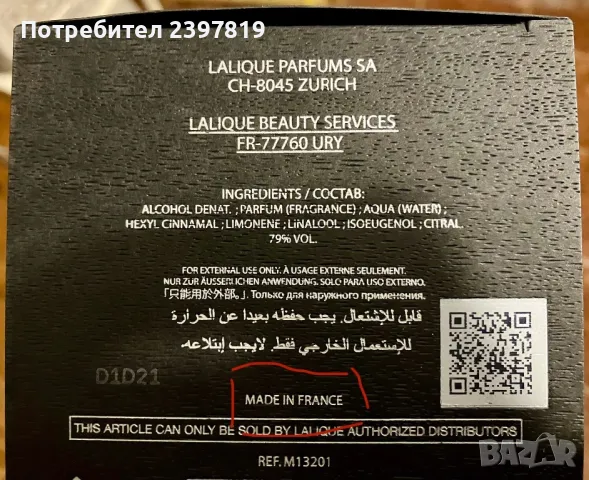 Потребител 2397819
LALIQUE PARFUMS SA
CH-8045 ZURICH
LALIQUE BEAUTY SERVICES
FR-77760 URY
INGREDIENTS / СОСТАВ:
ALCOHOL DENAT. ; PARFUM (FRAGRANCE) ; AQUA (WATER) ;
HEXYL CINNAMAL ; LIMONENE ; LINALOOL ; ISOEUGENOL ; CITRAL.
79% VOL.
FOR EXTERNAL USE ONLY. À USAGE EXTERNE SEULEMENT.
NUR ZUR ÄUSSERLICHEN ANWENDUNG. SOLO PARA USO EXTERNO.
「只能用於外部。」Только для наружного применения.
قابل للإشتعال, يجب حفظه بعيدا عن الحرارة
للإستعمال الخارجي فقط. لايجب إبتلاعه.
D1D21
MADE IN FRANCE
THIS ARTICLE CAN ONLY BE SOLD BY LALIQUE AUTHORIZED DISTRIBUTORS
REF. M13201
BAZAR